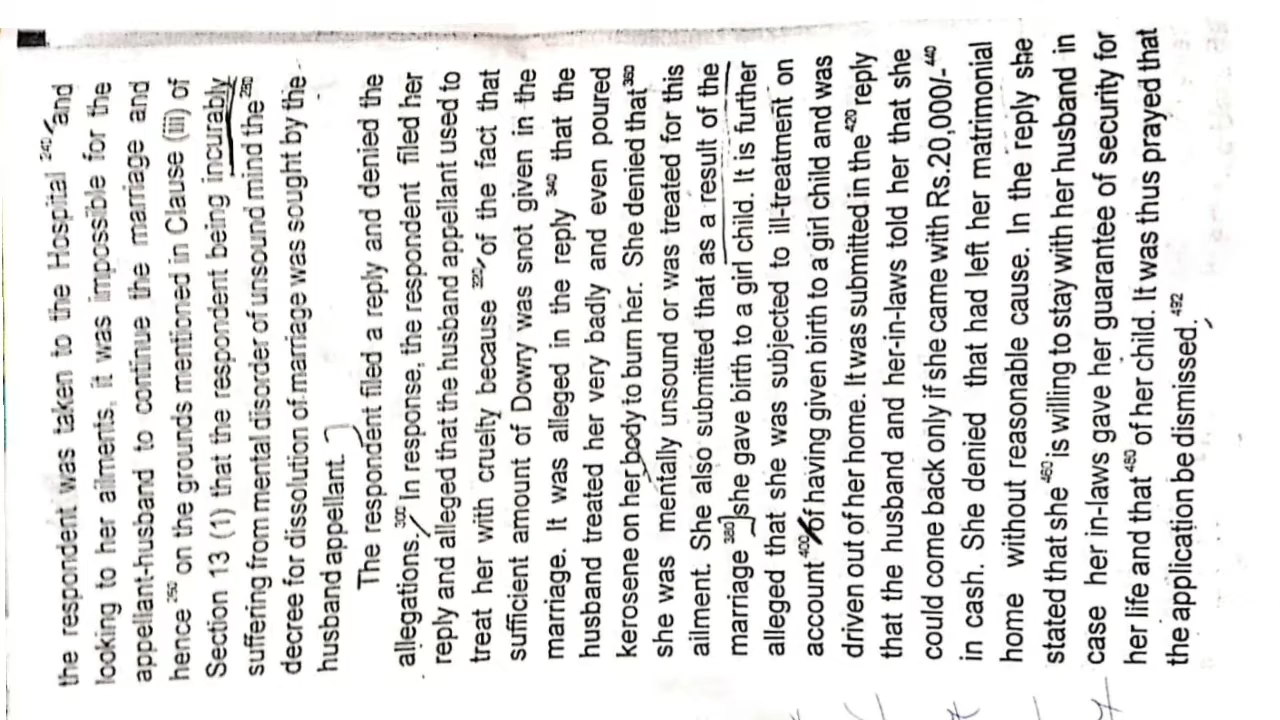 the respondent was taken to the Hospital 240 and
looking to her ailments, it was impossible for the
appellant-husband to continue the marriage and
hence 260 on the grounds mentioned in Clause (iii) of
Section 13 (1) that the respondent being incurably
suffering from mental disorder of unsound mind the 280
decree for dissolution of marriage was sought by the
husband appellant.
The respondent filed a reply and denied the
allegations. 300 In response, the respondent filed her
reply and alleged that the husband appellant used to
treat her with cruelty because 320 of the fact that
sufficient amount of Dowry was snot given in the
marriage. It was alleged in the reply 340 that the
husband treated her very badly and even poured
kerosene on her body to burn her. She denied that 360
she was mentally unsound or was treated for this
ailment. She also submitted that as a result of the
marriage 380 she gave birth to a girl child. It is further
alleged that she was subjected to ill-treatment on
account 400 of having given birth to a girl child and was
driven out of her home. It was submitted in the 420 reply
that the husband and her-in-laws told her that she
could come back only if she came with Rs.20,000/- 440
in cash. She denied that had left her matrimonial
home without reasonable cause. In the reply she
stated that she 460 is willing to stay with her husband in
case her in-laws gave her guarantee of security for
her life and that 480 of her child. It was thus prayed that
the application be dismissed. 492